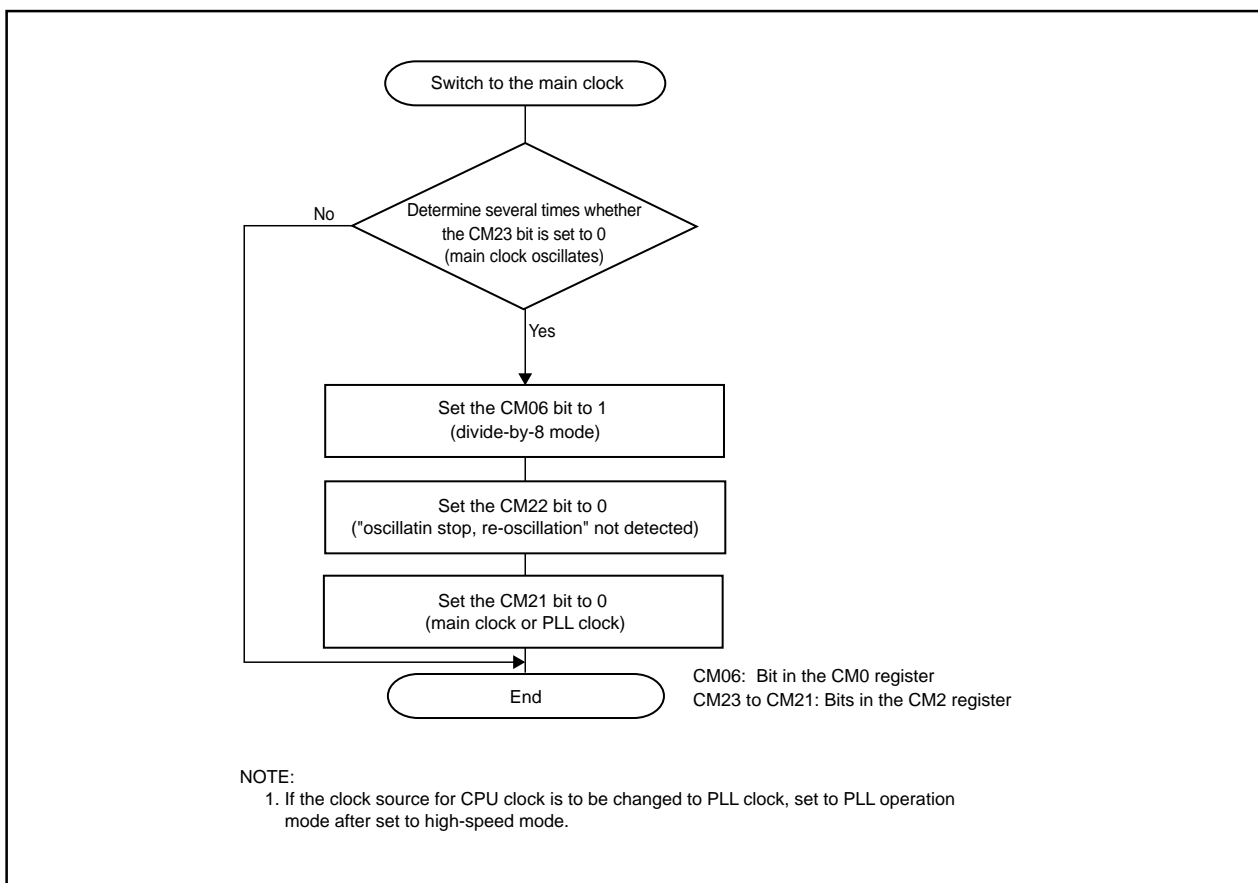 Switch to the main clock
No
Determine several times whether
the CM23 bit is set to 0
(main clock oscillates)
Yes
Set the CM06 bit to 1
(divide-by-8 mode)
Set the CM22 bit to 0
("oscillatin stop, re-oscillation" not detected)
Set the CM21 bit to 0
(main clock or PLL clock)
End
CM06:  Bit in the CM0 register
CM23 to CM21: Bits in the CM2 register
NOTE:
1. If the clock source for CPU clock is to be changed to PLL clock, set to PLL operation
mode after set to high-speed mode.